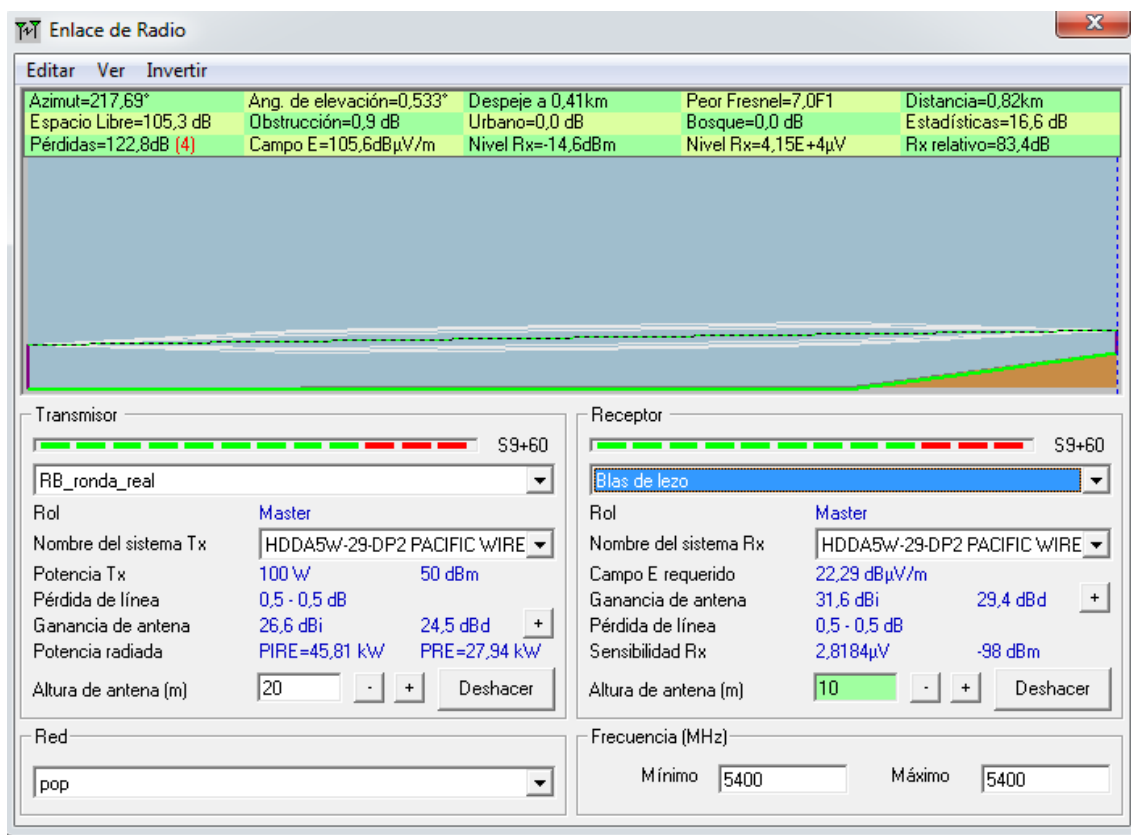 Enlace de Radio
Editar Ver Invertir
Azimut=217,69° Ang. de elevación=0,533° Despeje a 0,41km Peor Fresnel=7,0F1 Distancia=0,82km
Espacio Libre=105,3 dB Obstrucción=0,9 dB Urbano=0,0 dB Bosque=0,0 dB Estadísticas=16,6 dB
Pérdidas=122,8dB (4) Campo E=105,6dBµV/m Nivel Rx=-14,6dBm Nivel Rx=4,15E+4µV Rx relativo=83,4dB
Transmisor
S9+60
RB_ronda_real
Rol Master
Nombre del sistema Tx HDDA5W-29-DP2 PACIFIC WIRE
Potencia Tx 100 W 50 dBm
Pérdida de línea 0,5 - 0,5 dB
Ganancia de antena 26,6 dBi 24,5 dBd +
Potencia radiada PIRE=45,81 kW PRE=27,94 kW
Altura de antena (m) 20 - + Deshacer
Red
pop
Receptor
S9+60
Blas de lezo
Rol Master
Nombre del sistema Rx HDDA5W-29-DP2 PACIFIC WIRE
Campo E requerido 22,29 dBµV/m
Ganancia de antena 31,6 dBi 29,4 dBd +
Pérdida de línea 0,5 - 0,5 dB
Sensibilidad Rx 2,8184µV -98 dBm
Altura de antena (m) 10 - + Deshacer
Frecuencia (MHz)
Mínimo 5400 Máximo 5400